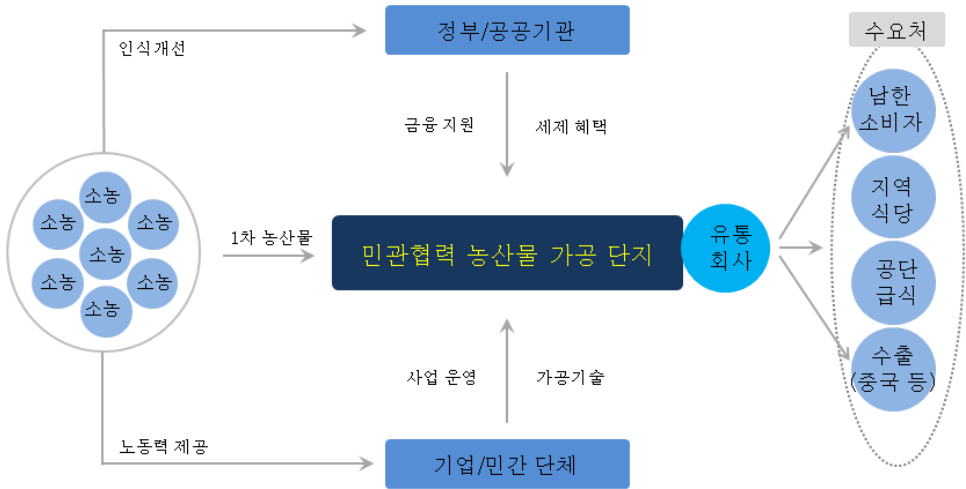 정부/공공기관
수요처
인식개선
금융 지원
세제 혜택
남한
소비자
지역
식당
공단
급식
수출
(중국 등)
소농
소농
소농
소농
소농
소농
소농
1차 농산물
민관협력 농산물 가공 단지
유통
회사
사업 운영
가공기술
노동력 제공
기업/민간 단체